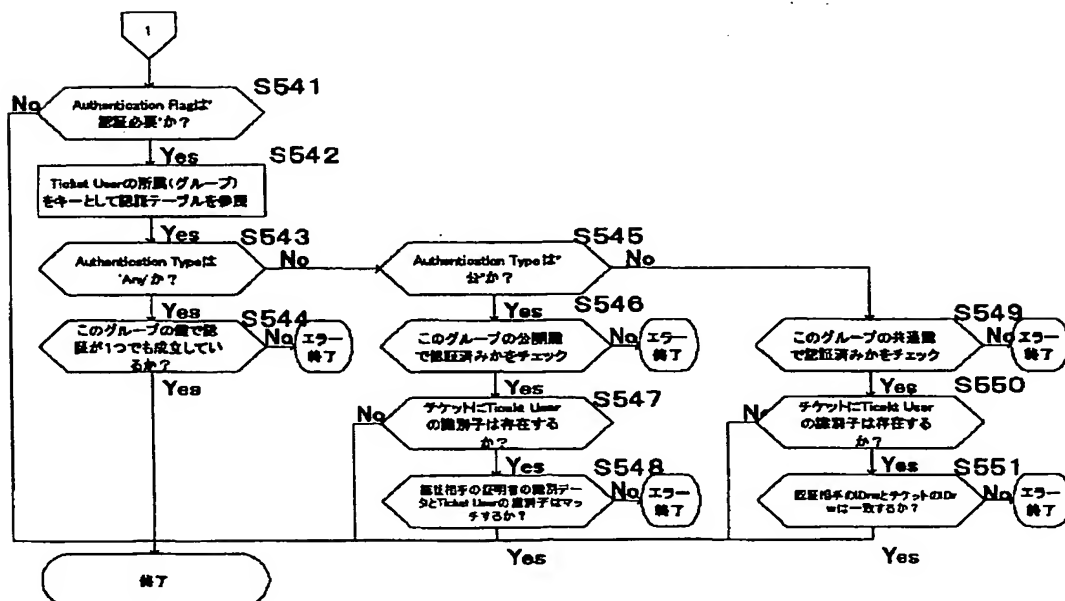 1
S541
No
Authentication Flagは"
認証必要"か？
Yes
S542
Ticket Userの所属(グループ)
をキーとして認証テーブルを参照
Yes
S543
Authentication Typeは
"Any"か？
No
S545
Authentication Typeは"
公"か？
No
Yes
S544
このグループの鍵で認
証が1つでも成立してい
るか？
No
エラー
終了
Yes
Yes
S546
このグループの公開鍵
で認証済みかをチェック
No
エラー
終了
Yes
S547
No
チケットにTicket User
の識別子は存在する
か？
Yes
S548
認証相手の証明書の識別デー
タとTicket Userの識別子はマッ
チするか？
No
エラー
終了
Yes
S549
このグループの共通鍵
で認証済みかをチェック
No
エラー
終了
Yes
S550
No
チケットにTicket User
の識別子は存在する
か？
Yes
S551
認証相手のIDrwとチケットのIDr
wは一致するか？
No
エラー
終了
Yes
終了